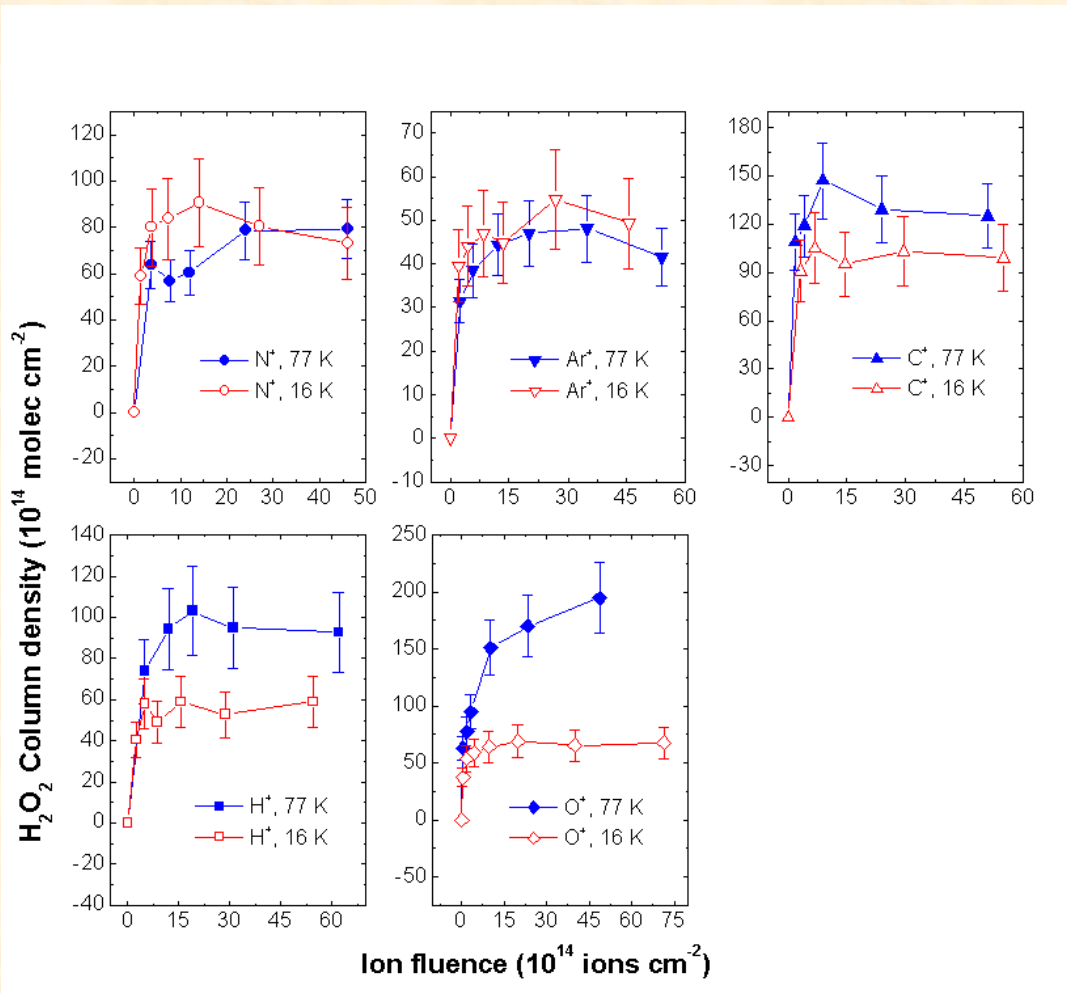 H₂O₂ Column density (10¹⁴ molec cm⁻²)
120
100
80
60
40
20
0
-20
0 10 20 30 40 50
N⁺, 77 K
N⁺, 16 K
70
60
50
40
30
20
10
0
-10
0 15 30 45 60
Ar⁺, 77 K
Ar⁺, 16 K
180
150
120
90
60
30
0
-30
0 15 30 45 60
C⁺, 77 K
C⁺, 16 K
140
120
100
80
60
40
20
0
-20
-40
0 15 30 45 60
H⁺, 77 K
H⁺, 16 K
250
200
150
100
50
0
-50
0 15 30 45 60 75
O⁺, 77 K
O⁺, 16 K
Ion fluence (10¹⁴ ions cm⁻²)